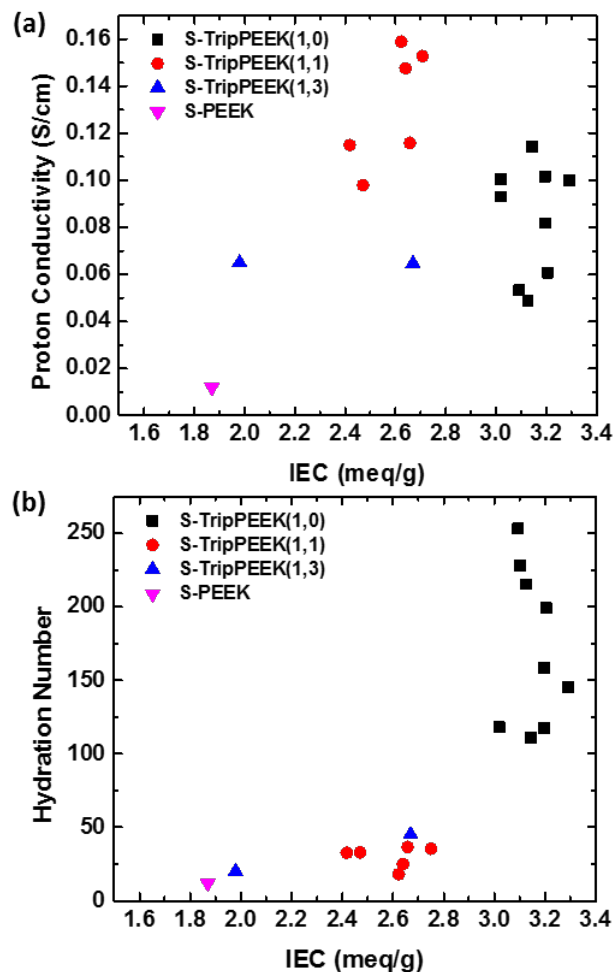 (a)
S-TripPEEK(1,0)
S-TripPEEK(1,1)
S-TripPEEK(1,3)
S-PEEK
0.16
0.14
0.12
0.10
0.08
0.06
0.04
0.02
0.00
Proton Conductivity (S/cm)
1.6 1.8 2.0 2.2 2.4 2.6 2.8 3.0 3.2 3.4
IEC (meq/g)
(b)
S-TripPEEK(1,0)
S-TripPEEK(1,1)
S-TripPEEK(1,3)
S-PEEK
250
200
150
100
50
0
Hydration Number
1.6 1.8 2.0 2.2 2.4 2.6 2.8 3.0 3.2 3.4
IEC (meq/g)